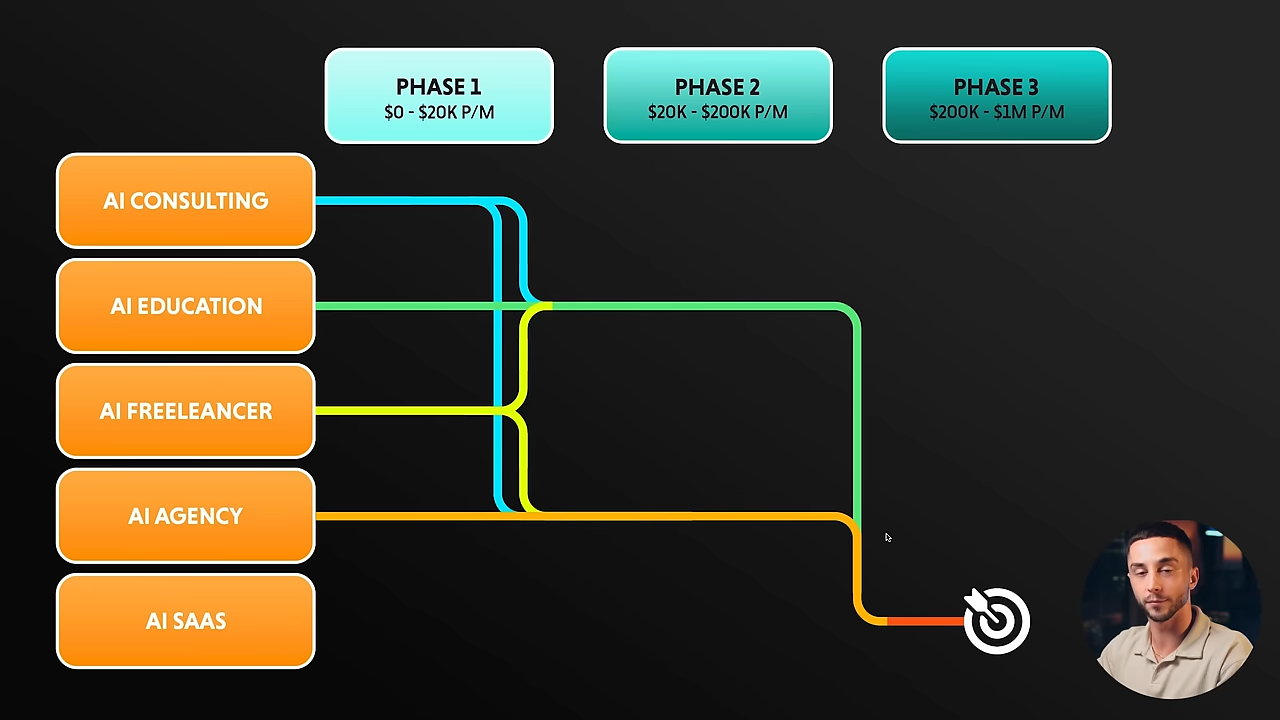 PHASE 1
$0 - $20K P/M
PHASE 2
$20K - $200K P/M
PHASE 3
$200K - $1M P/M
AI CONSULTING
AI EDUCATION
AI FREELEANCER
AI AGENCY
AI SAAS